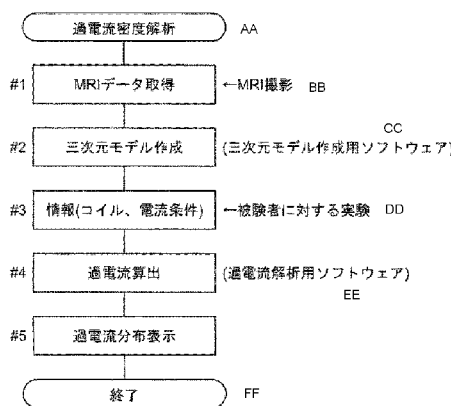 過電流密度解析 AA
#1 MRIデータ取得 ←MRI撮影 BB
CC
#2 三次元モデル作成 (三次元モデル作成用ソフトウェア)
#3 情報(コイル、電流条件) ←被験者に対する実験 DD
#4 過電流算出 (過電流解析用ソフトウェア)
EE
#5 過電流分布表示
終了 FF